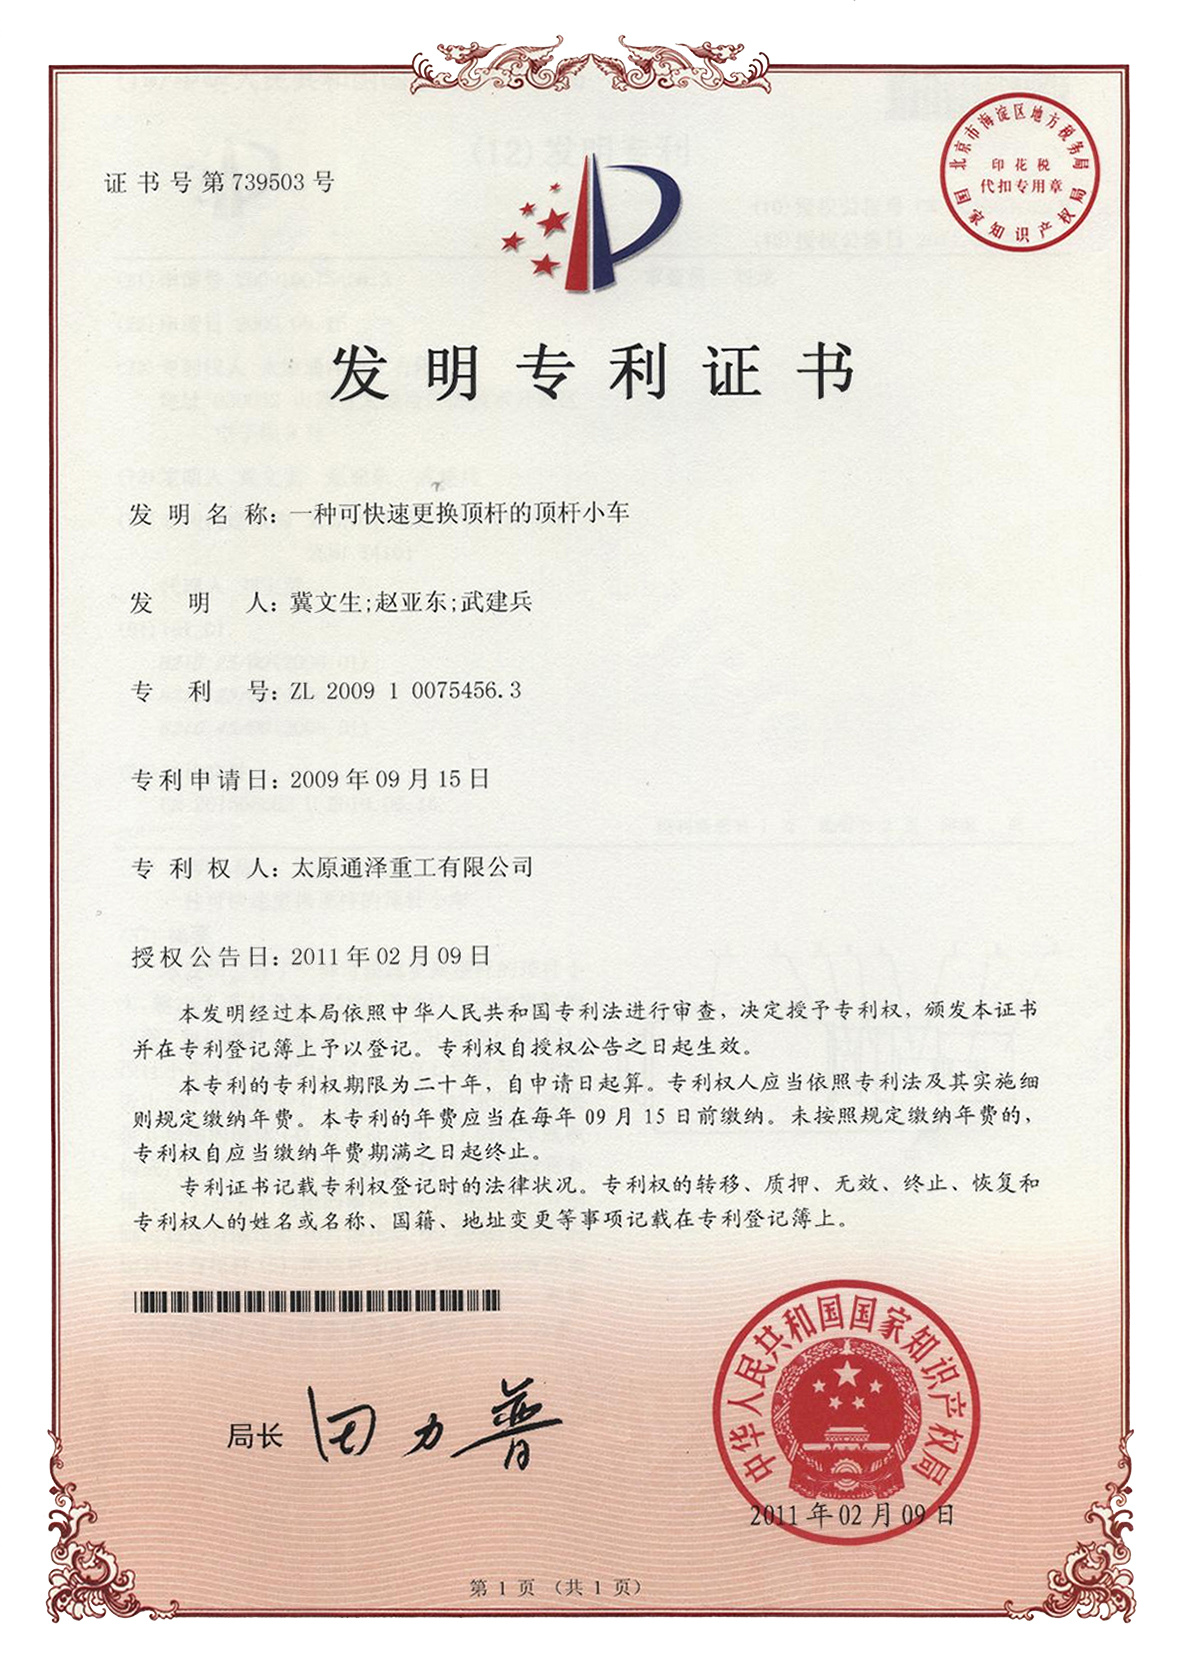 证书号第739503号
北京市海淀区地方税务局
印花税
代扣专用章
国家知识产权局
发明专利证书
发明名称：一种可快速更换顶杆的顶杆小车
发明人：冀文生;赵亚东;武建兵
专利号：ZL 2009 1 0075456.3
专利申请日：2009年09月15日
专利权人：太原通泽重工有限公司
授权公告日：2011年02月09日
本发明经过本局依照中华人民共和国专利法进行审查，决定授予专利权，颁发本证书
并在专利登记簿上予以登记。专利权自授权公告之日起生效。
本专利的专利权期限为二十年，自申请日起算。专利权人应当依照专利法及其实施细
则规定缴纳年费。本专利的年费应当在每年09月15日前缴纳。未按照规定缴纳年费的，
专利权自应当缴纳年费期满之日起终止。
专利证书记载专利权登记时的法律状况。专利权的转移、质押、无效、终止、恢复和
专利权人的姓名或名称、国籍、地址变更等事项记载在专利登记簿上。
局长 田力普
中华人民共和国国家知识产权局
2011年02月09日
第1页（共1页）